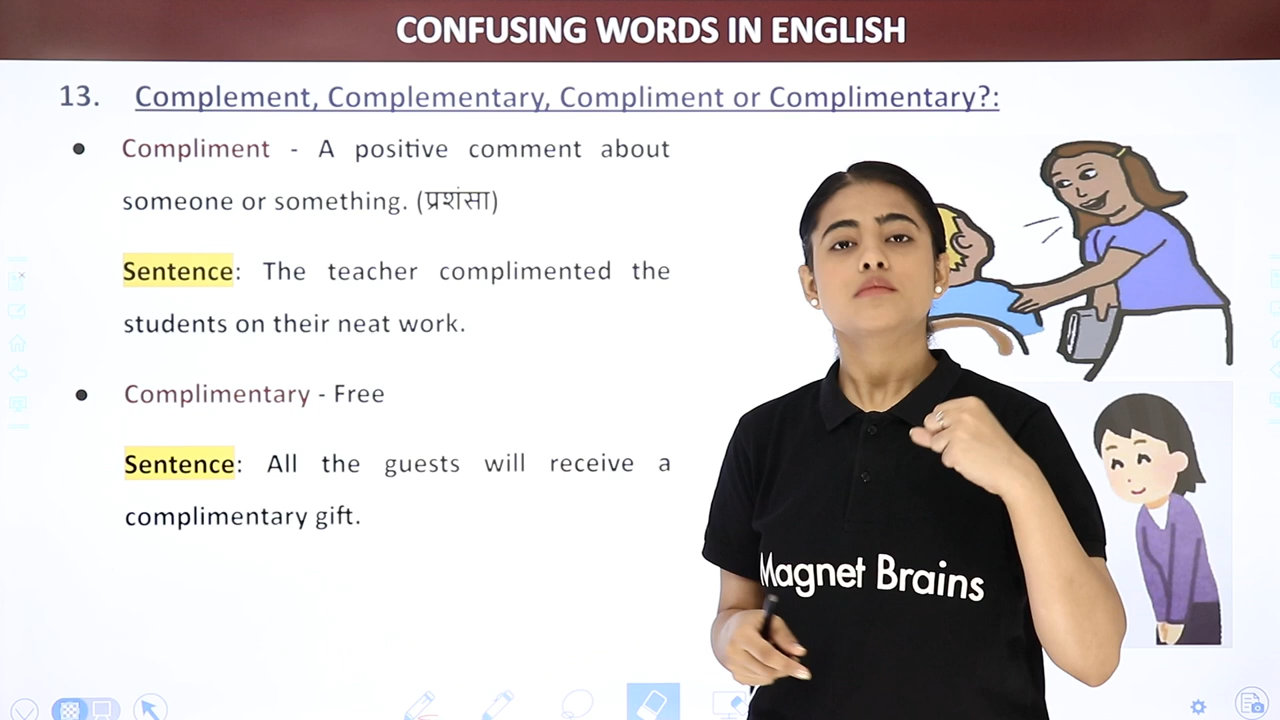 CONFUSING WORDS IN ENGLISH
13. Complement, Complementary, Compliment or Complimentary?:
● Compliment - A positive comment about
someone or something. (प्रशंसा)
Sentence: The teacher complimented the
students on their neat work.
● Complimentary - Free
Sentence: All the guests will receive a
complimentary gift.
Magnet Brains